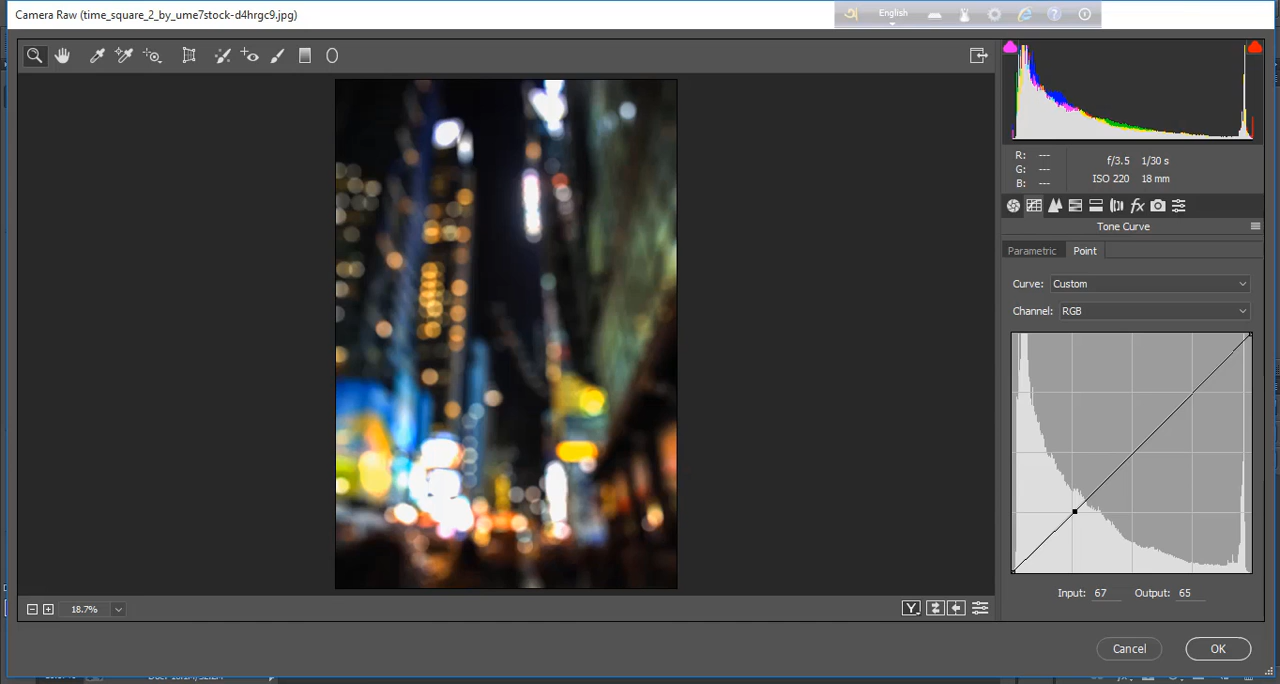 Camera Raw (time_square_2_by_ume7stock-d4hrgc9.jpg)
অ English
R: ---
G: ---
B: ---
f/3.5 1/30 s
ISO 220 18 mm
fx
Tone Curve
Parametric Point
Curve: Custom
Channel: RGB
Input: 67 Output: 65
18.7%
Y
Cancel OK